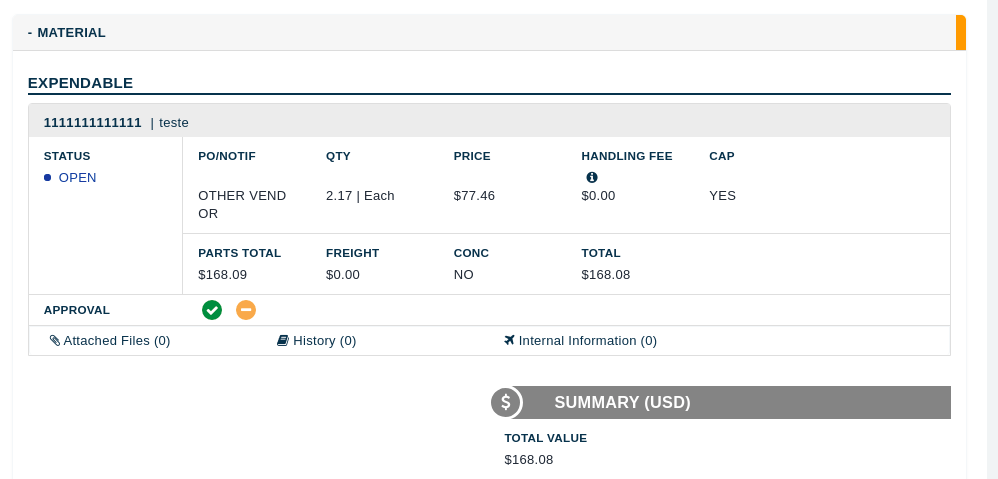 - MATERIAL
EXPENDABLE
1111111111111 | teste
STATUS PO/NOTIF QTY PRICE HANDLING FEE CAP
OPEN
OTHER VEND 2.17 | Each $77.46 $0.00 YES
OR
PARTS TOTAL FREIGHT CONC TOTAL
$168.09 $0.00 NO $168.08
APPROVAL
Attached Files (0) History (0) Internal Information (0)
$ SUMMARY (USD)
TOTAL VALUE
$168.08